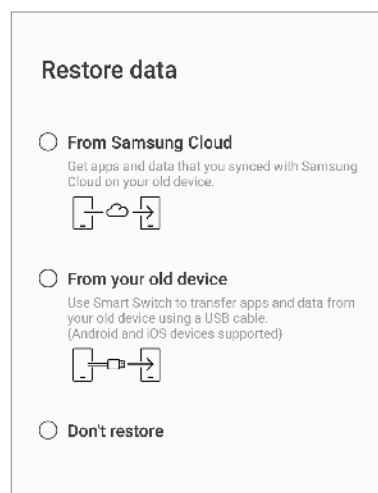 Restore data
From Samsung Cloud
Get apps and data that you synced with Samsung
Cloud on your old device.
From your old device
Use Smart Switch to transfer apps and data from
your old device using a USB cable.
(Android and iOS devices supported)
Don't restore